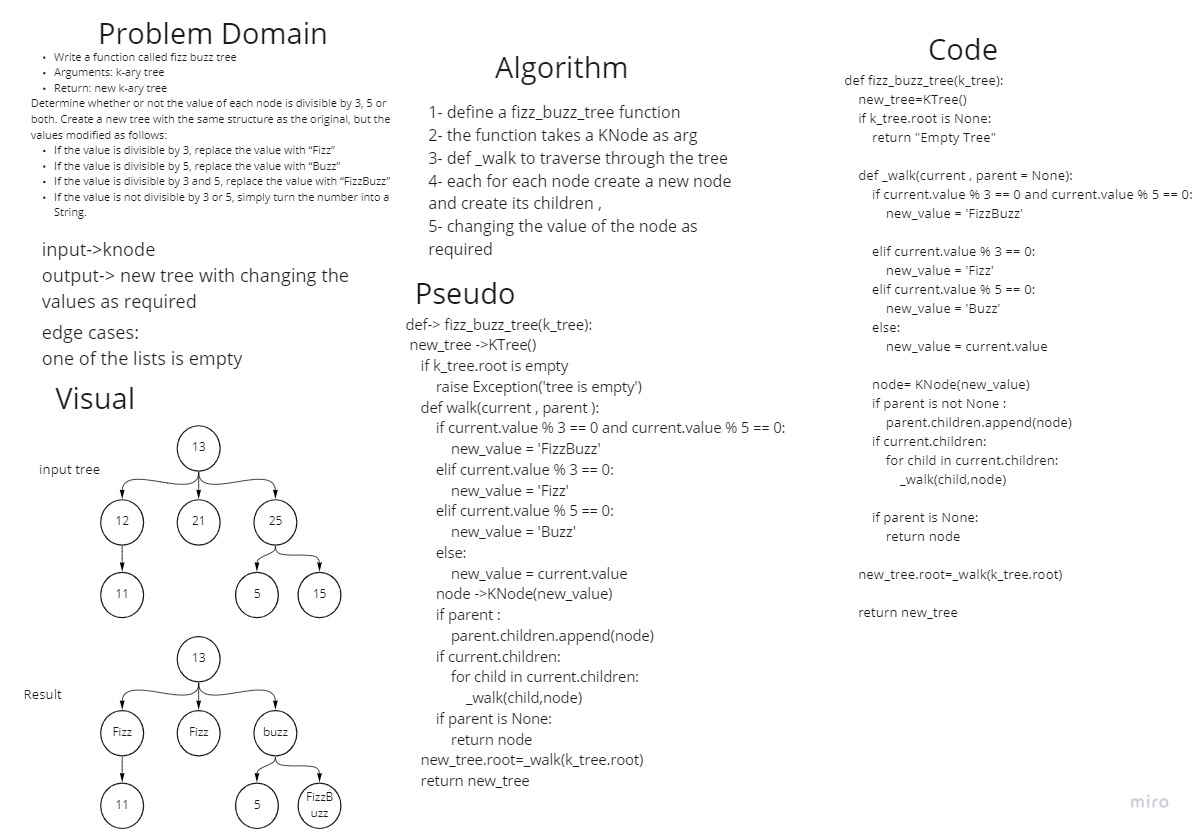 Problem Domain
• Write a function called fizz buzz tree
• Arguments: k-ary tree
• Return: new k-ary tree
Determine whether or not the value of each node is divisible by 3, 5 or
both. Create a new tree with the same structure as the original, but the
values modified as follows:
• If the value is divisible by 3, replace the value with “Fizz”
• If the value is divisible by 5, replace the value with “Buzz”
• If the value is divisible by 3 and 5, replace the value with “FizzBuzz”
• If the value is not divisible by 3 or 5, simply turn the number into a
String.
input->knode
output-> new tree with changing the
values as required
edge cases:
one of the lists is empty
Visual
input tree
13
12
21
25
11
5
15
Result
13
Fizz
Fizz
buzz
11
5
FizzB
uzz
Algorithm
1- define a fizz_buzz_tree function
2- the function takes a KNode as arg
3- def _walk to traverse through the tree
4- each for each node create a new node
and create its children ,
5- changing the value of the node as
required
Pseudo
def-> fizz_buzz_tree(k_tree):
new_tree ->KTree()
if k_tree.root is empty
raise Exception('tree is empty')
def walk(current , parent ):
if current.value % 3 == 0 and current.value % 5 == 0:
new_value = 'FizzBuzz'
elif current.value % 3 == 0:
new_value = 'Fizz'
elif current.value % 5 == 0:
new_value = 'Buzz'
else:
new_value = current.value
node ->KNode(new_value)
if parent :
parent.children.append(node)
if current.children:
for child in current.children:
_walk(child,node)
if parent is None:
return node
new_tree.root=_walk(k_tree.root)
return new_tree
Code
def fizz_buzz_tree(k_tree):
new_tree=KTree()
if k_tree.root is None:
return "Empty Tree"
def _walk(current , parent = None):
if current.value % 3 == 0 and current.value % 5 == 0:
new_value = 'FizzBuzz'
elif current.value % 3 == 0:
new_value = 'Fizz'
elif current.value % 5 == 0:
new_value = 'Buzz'
else:
new_value = current.value
node= KNode(new_value)
if parent is not None :
parent.children.append(node)
if current.children:
for child in current.children:
_walk(child,node)
if parent is None:
return node
new_tree.root=_walk(k_tree.root)
return new_tree
miro